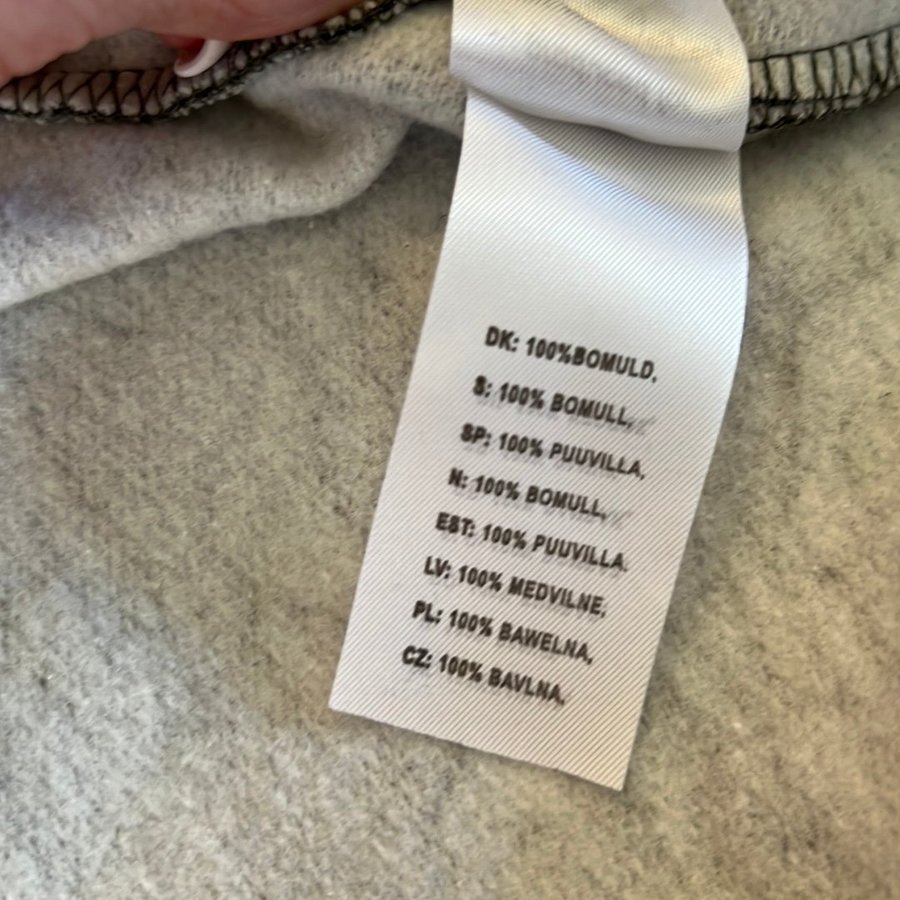 DK: 100%BOMULD,
S: 100% BOMULL,
SP: 100% PUUVILLA,
N: 100% BOMULL,
EST: 100% PUUVILLA.
LV: 100% MEDVILNE,
PL: 100% BAWELNA,
CZ: 100% BAVLNA,